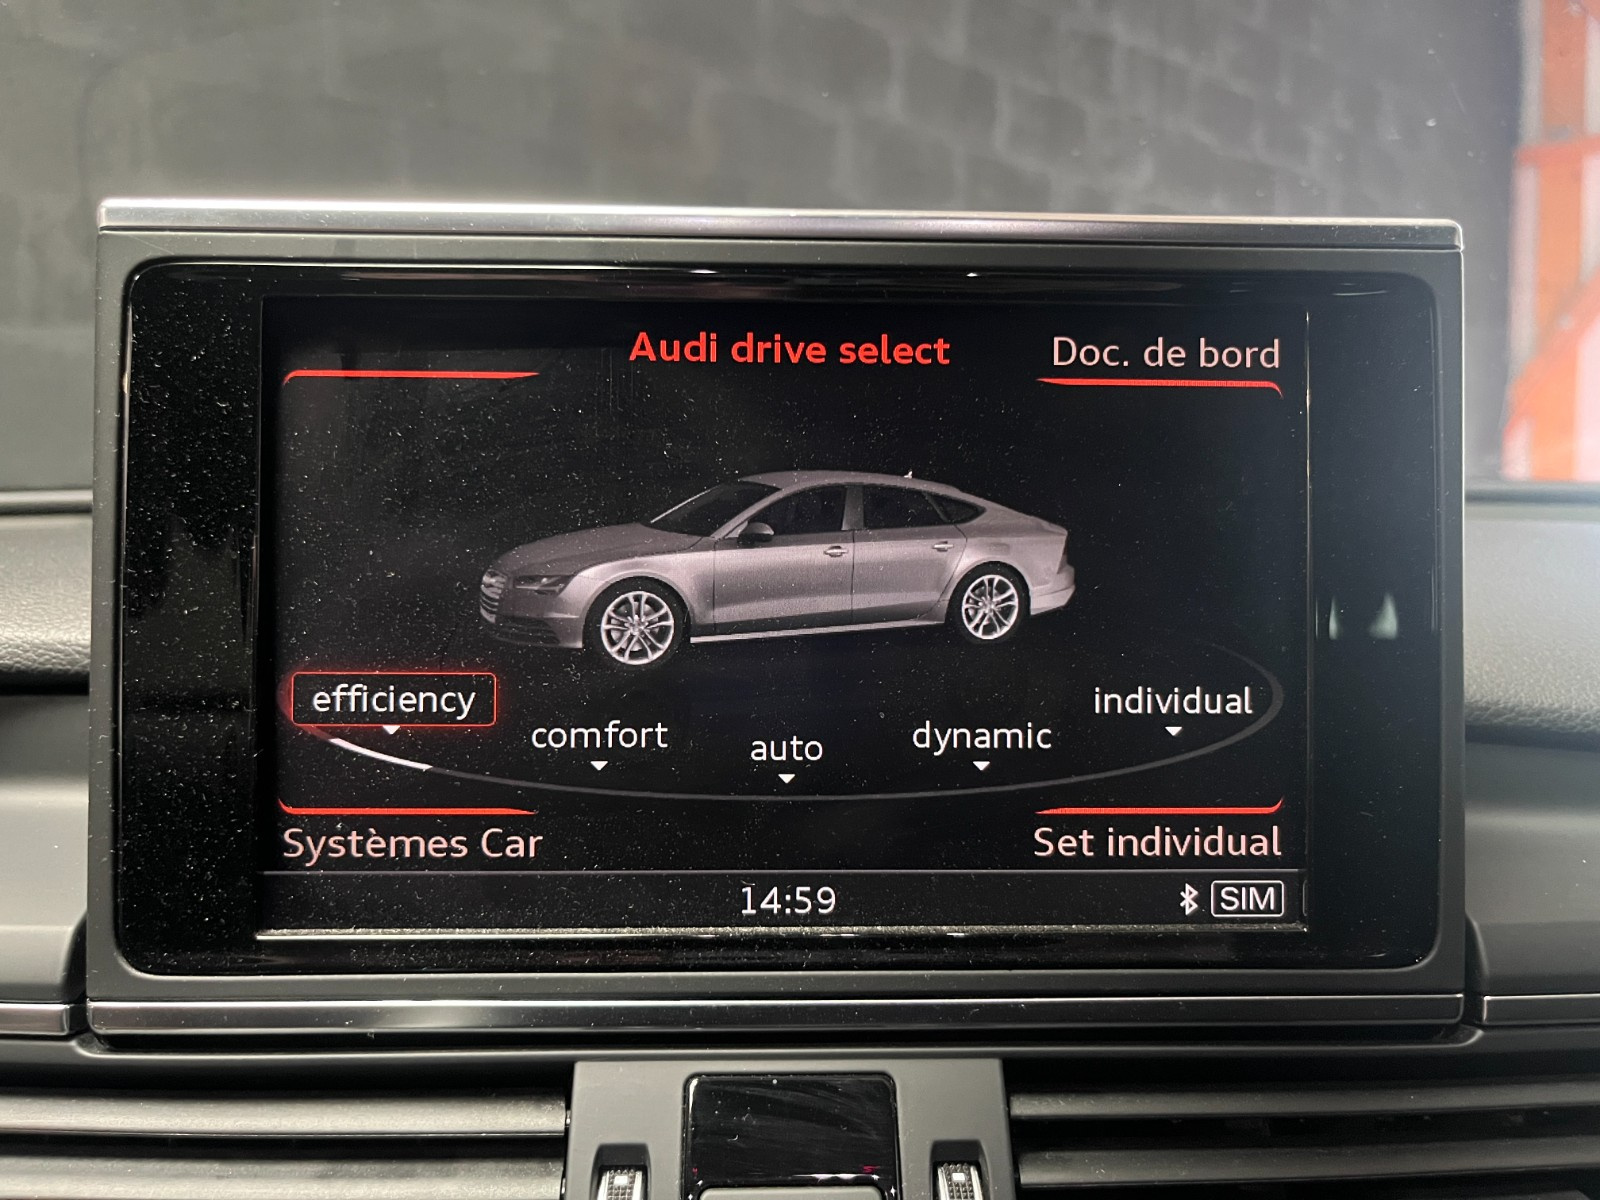 Audi drive select
Doc. de bord
efficiency
comfort
auto
dynamic
individual
Systèmes Car
Set individual
14:59
SIM